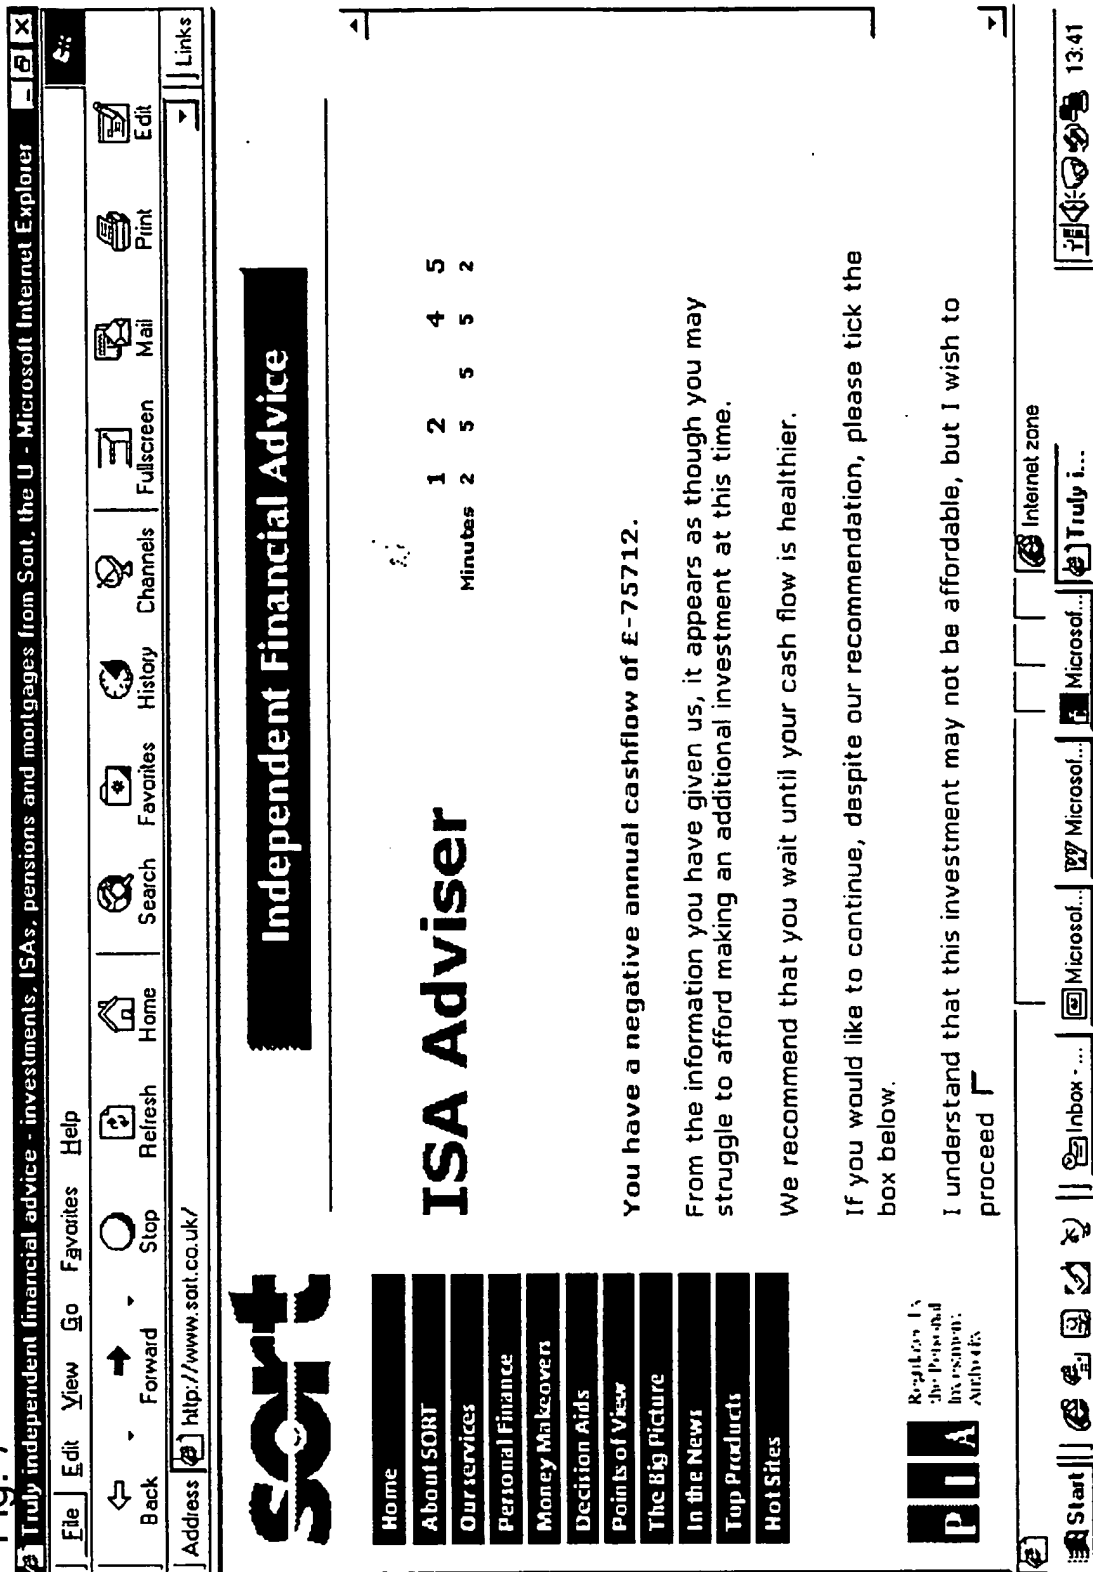 Fig. 7
Truly independent financial advice - investments, ISAs, pensions and mortgages from Sort, the U - Microsoft Internet Explorer
File Edit View Go Favorites Help
Back Forward Stop Refresh Home Search Favorites History Channels Fullscreen Mail Print Edit
Address http://www.sort.co.uk/ Links
sort
Independent Financial Advice
Home
About SORT
Our services
Personal Finance
Money Makeovers
Decision Aids
Points of View
The Big Picture
In the News
Top Products
Hot Sites
PIA
Regulated by
the Personal
Investment
Authority
ISA Adviser
1 2 4 5
Minutes 2 5 5 5 2
You have a negative annual cashflow of £-75712.
From the information you have given us, it appears as though you may
struggle to afford making an additional investment at this time.
We recommend that you wait until your cash flow is healthier.
If you would like to continue, despite our recommendation, please tick the
box below.
I understand that this investment may not be affordable, but I wish to
proceed
Internet zone
Start Inbox - ... Microsof... Microsof... Microsof... Truly i... 13:41